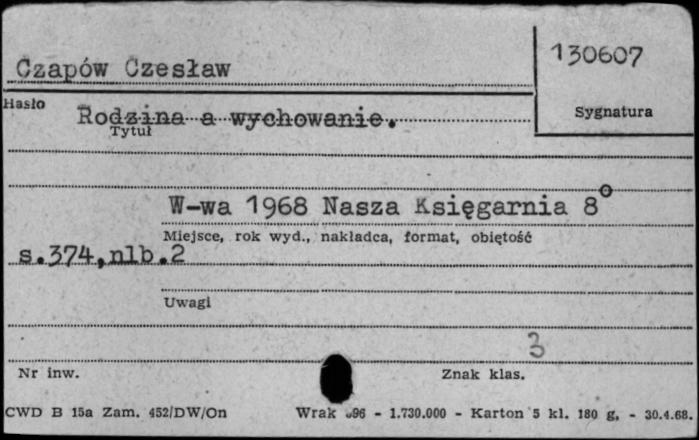 130607
Czapów Czesław
Hasło
Sygnatura
Rodzina a wychowanie.
Tytuł
W-wa 1968 Nasza Księgarnia 8°
Miejsce, rok wyd., nakładca, format, objętość
s.374,nlb.2
Uwagi
3
Nr inw.
Znak klas.
CWD B 15a Zam. 452/DW/On Wrak - 1.730.000 - Karton 5 kl. 180 g, - 30.4.68.